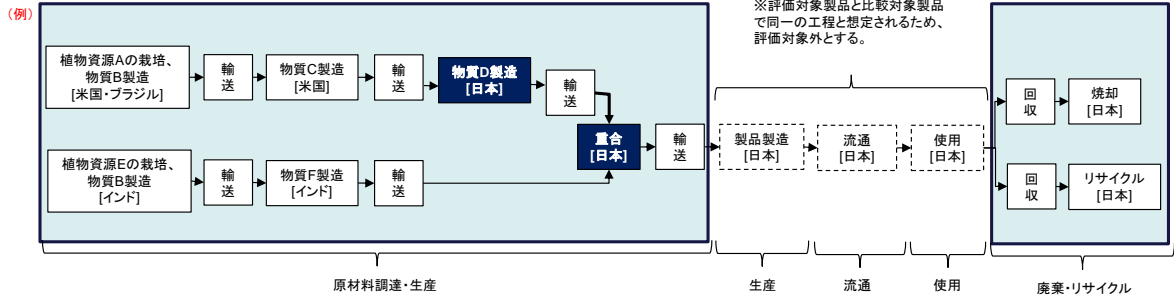 (例)
※評価対象製品と比較対象製品
で同一の工程と想定されるため、
評価対象外とする。
植物資源Aの栽培、
物質B製造
[米国・ブラジル]
輸
送
物質C製造
[米国]
輸
送
物質D製造
[日本]
輸
送
重合
[日本]
輸
送
植物資源Eの栽培、
物質B製造
[インド]
輸
送
物質F製造
[インド]
輸
送
製品製造
[日本]
流通
[日本]
使用
[日本]
回
収
焼却
[日本]
回
収
リサイクル
[日本]
原材料調達・生産
生産
流通
使用
廃棄・リサイクル